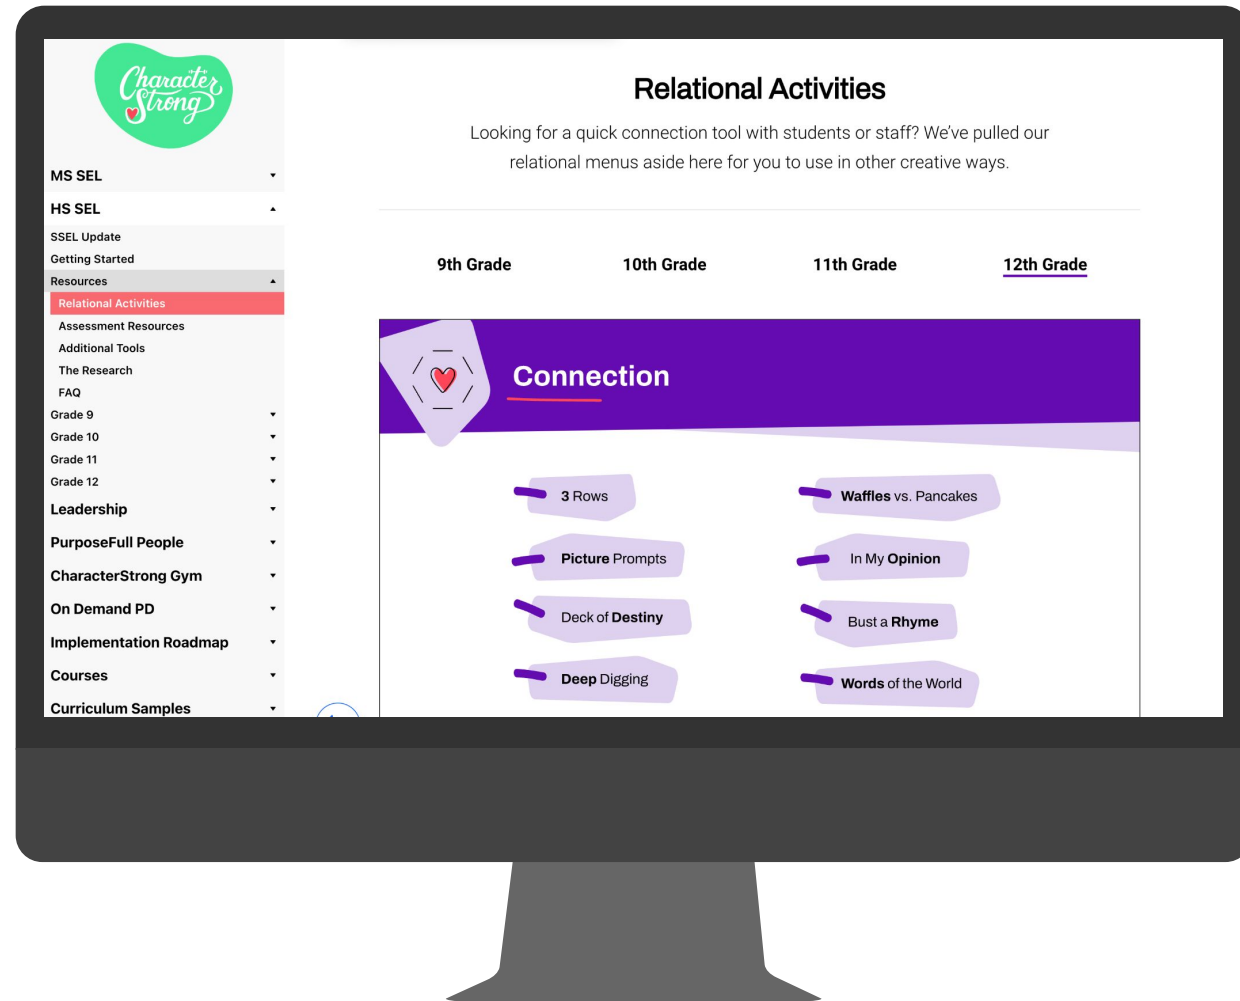 Character
Strong
MS SEL
HS SEL
SSEL Update
Getting Started
Resources
Relational Activities
Assessment Resources
Additional Tools
The Research
FAQ
Grade 9
Grade 10
Grade 11
Grade 12
Leadership
PurposeFull People
CharacterStrong Gym
On Demand PD
Implementation Roadmap
Courses
Curriculum Samples
Relational Activities
Looking for a quick connection tool with students or staff? We've pulled our
relational menus aside here for you to use in other creative ways.
9th Grade 10th Grade 11th Grade 12th Grade
Connection
3 Rows
Waffles vs. Pancakes
Picture Prompts
In My Opinion
Deck of Destiny
Bust a Rhyme
Deep Digging
Words of the World